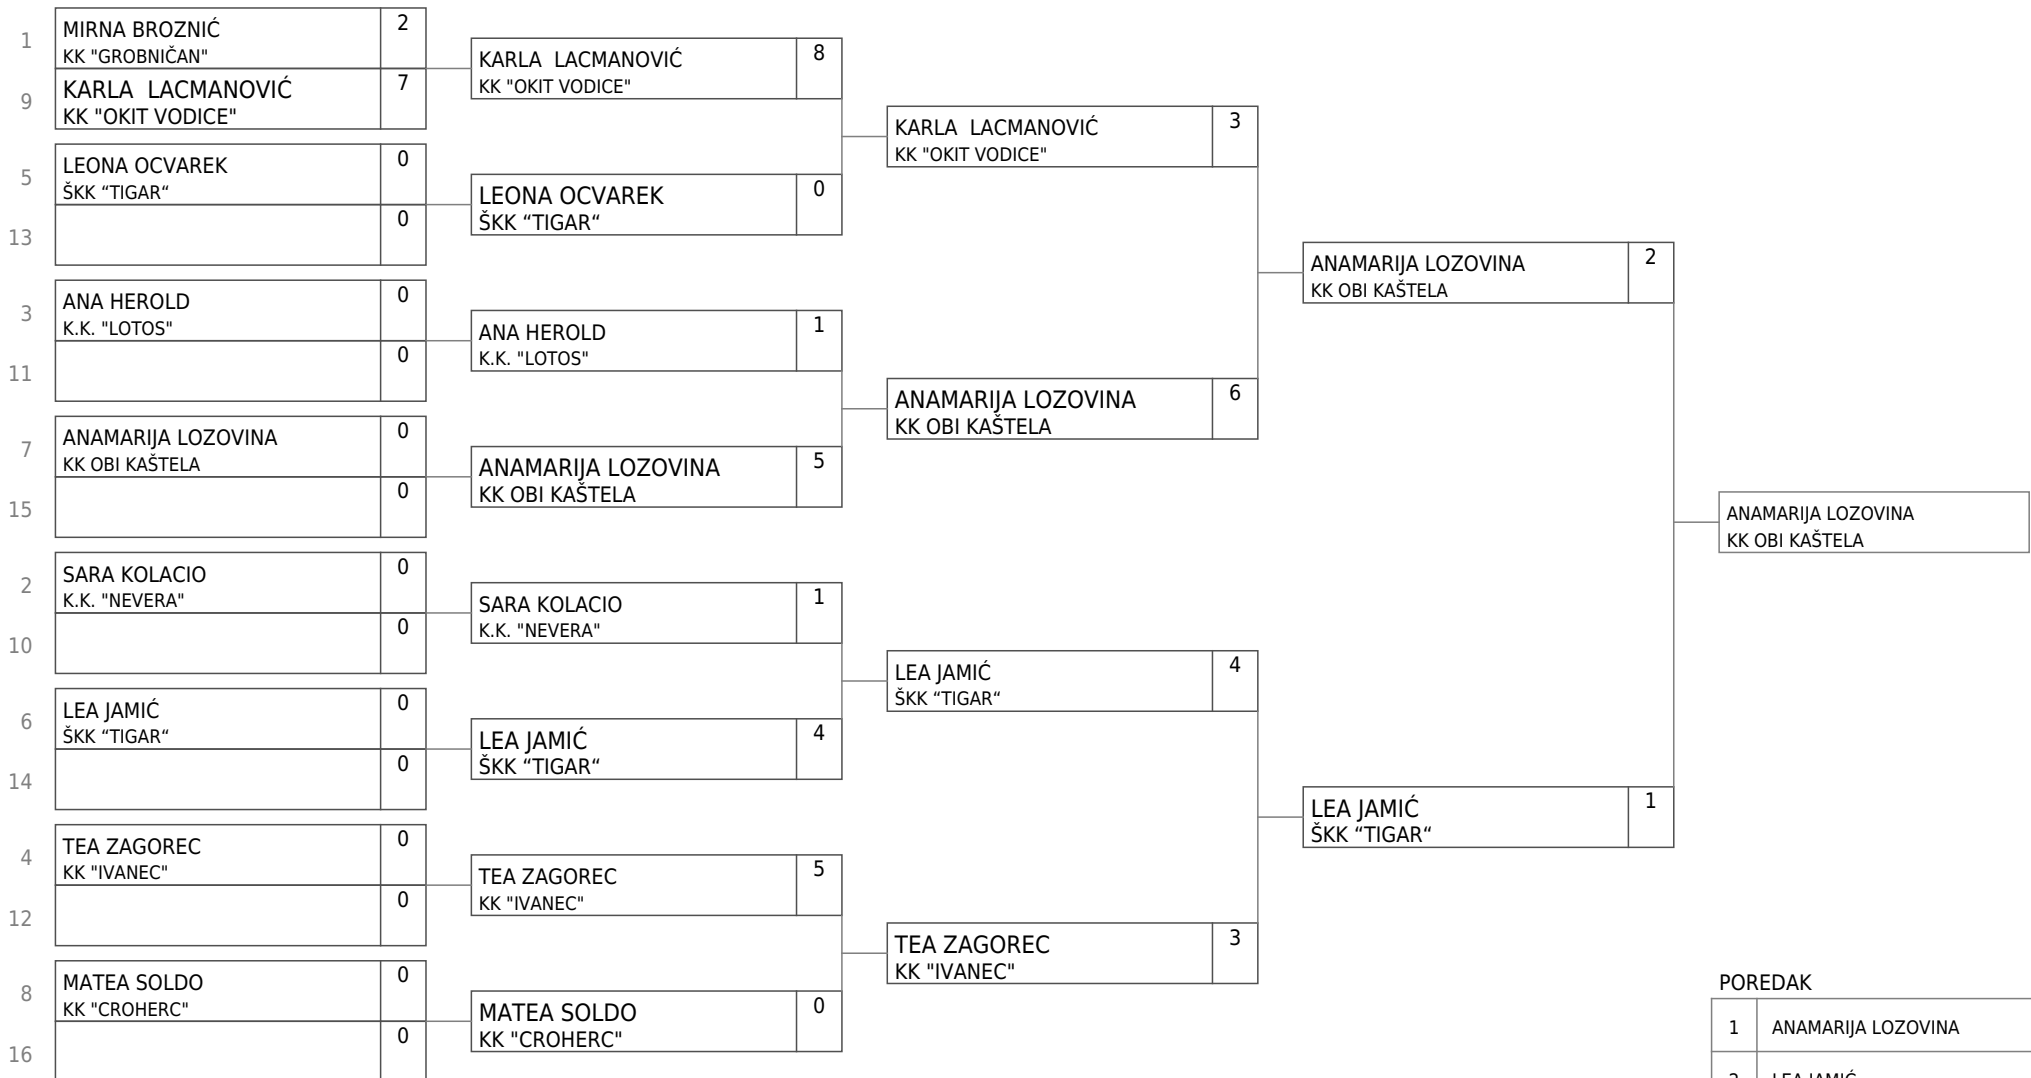 1
MIRNA BROZNIĆ
KK "GROBNIČAN"
2
9
KARLA LACMANOVIĆ
KK "OKIT VODICE"
7
5
LEONA OCVAREK
ŠKK “TIGAR“
0
13
0
3
ANA HEROLD
K.K. "LOTOS"
0
11
0
7
ANAMARIJA LOZOVINA
KK OBI KAŠTELA
0
15
0
2
SARA KOLACIO
K.K. "NEVERA"
0
10
0
6
LEA JAMIĆ
ŠKK “TIGAR“
0
14
0
4
TEA ZAGOREC
KK "IVANEC"
0
12
0
8
MATEA SOLDO
KK "CROHERC"
0
16
0
KARLA LACMANOVIĆ
KK "OKIT VODICE"
8
LEONA OCVAREK
ŠKK “TIGAR“
0
ANA HEROLD
K.K. "LOTOS"
1
ANAMARIJA LOZOVINA
KK OBI KAŠTELA
5
SARA KOLACIO
K.K. "NEVERA"
1
LEA JAMIĆ
ŠKK “TIGAR“
4
TEA ZAGOREC
KK "IVANEC"
5
MATEA SOLDO
KK "CROHERC"
0
KARLA LACMANOVIĆ
KK "OKIT VODICE"
3
ANAMARIJA LOZOVINA
KK OBI KAŠTELA
6
LEA JAMIĆ
ŠKK “TIGAR“
4
TEA ZAGOREC
KK "IVANEC"
3
ANAMARIJA LOZOVINA
KK OBI KAŠTELA
2
LEA JAMIĆ
ŠKK “TIGAR“
1
ANAMARIJA LOZOVINA
KK OBI KAŠTELA
POREDAK
1 ANAMARIJA LOZOVINA
2 LEA JAMIĆ